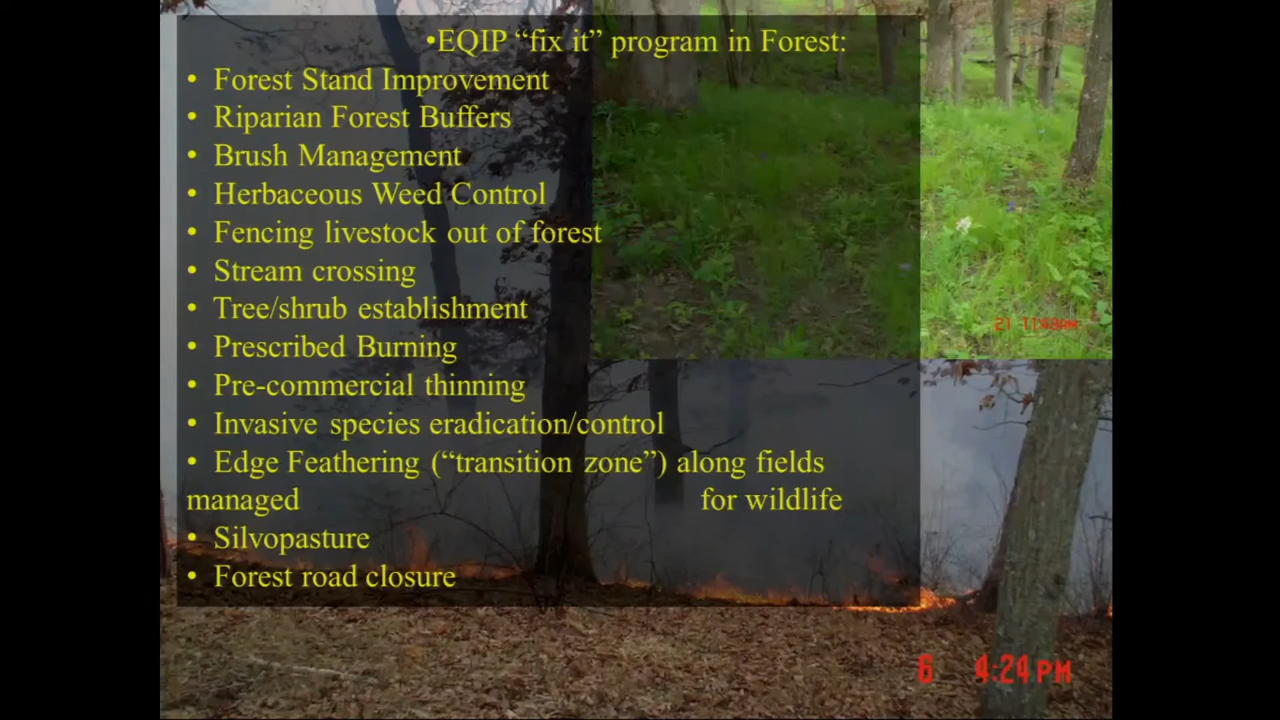 •EQIP “fix it” program in Forest:
• Forest Stand Improvement
• Riparian Forest Buffers
• Brush Management
• Herbaceous Weed Control
• Fencing livestock out of forest
• Stream crossing
• Tree/shrub establishment
• Prescribed Burning
• Pre-commercial thinning
• Invasive species eradication/control
• Edge Feathering (“transition zone”) along fields
managed for wildlife
• Silvopasture
• Forest road closure
6 4:24 PM